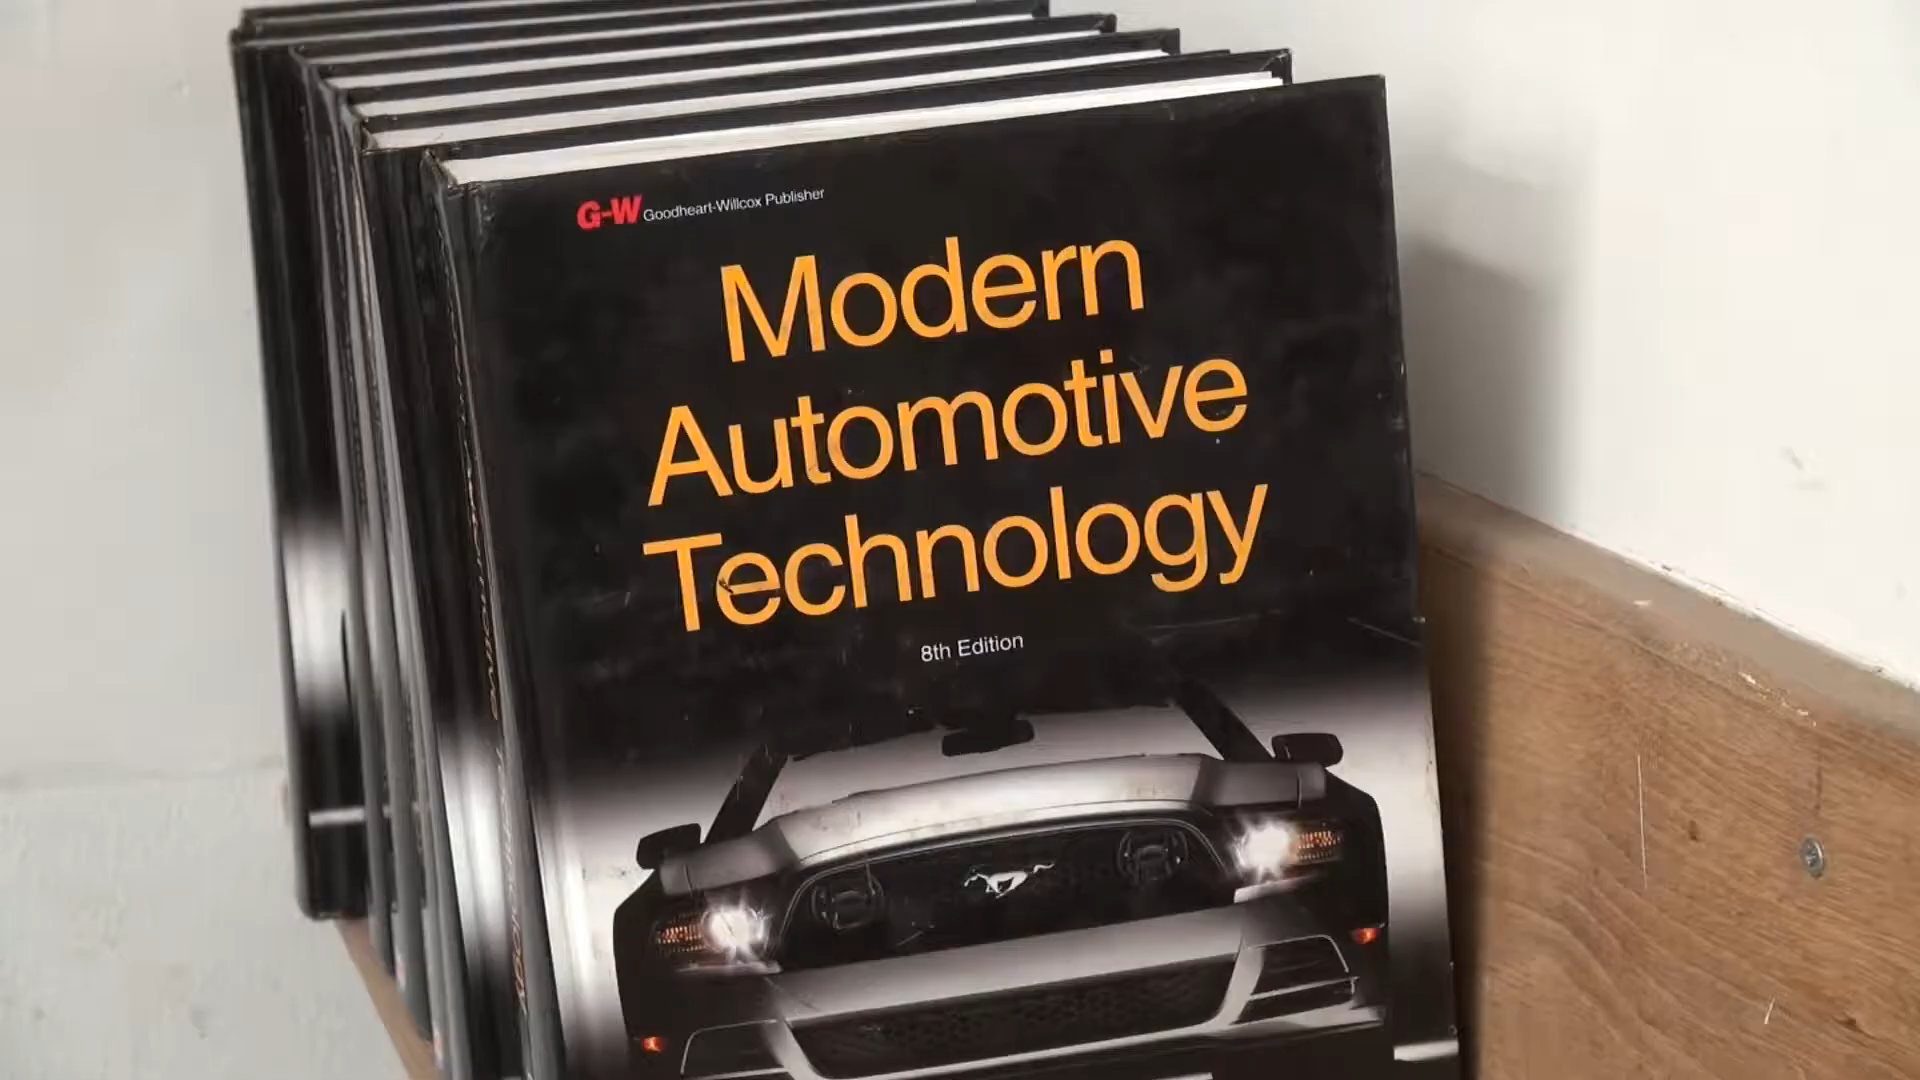 G-W Goodheart-Willcox Publisher
Modern
Automotive
Technology
8th Edition